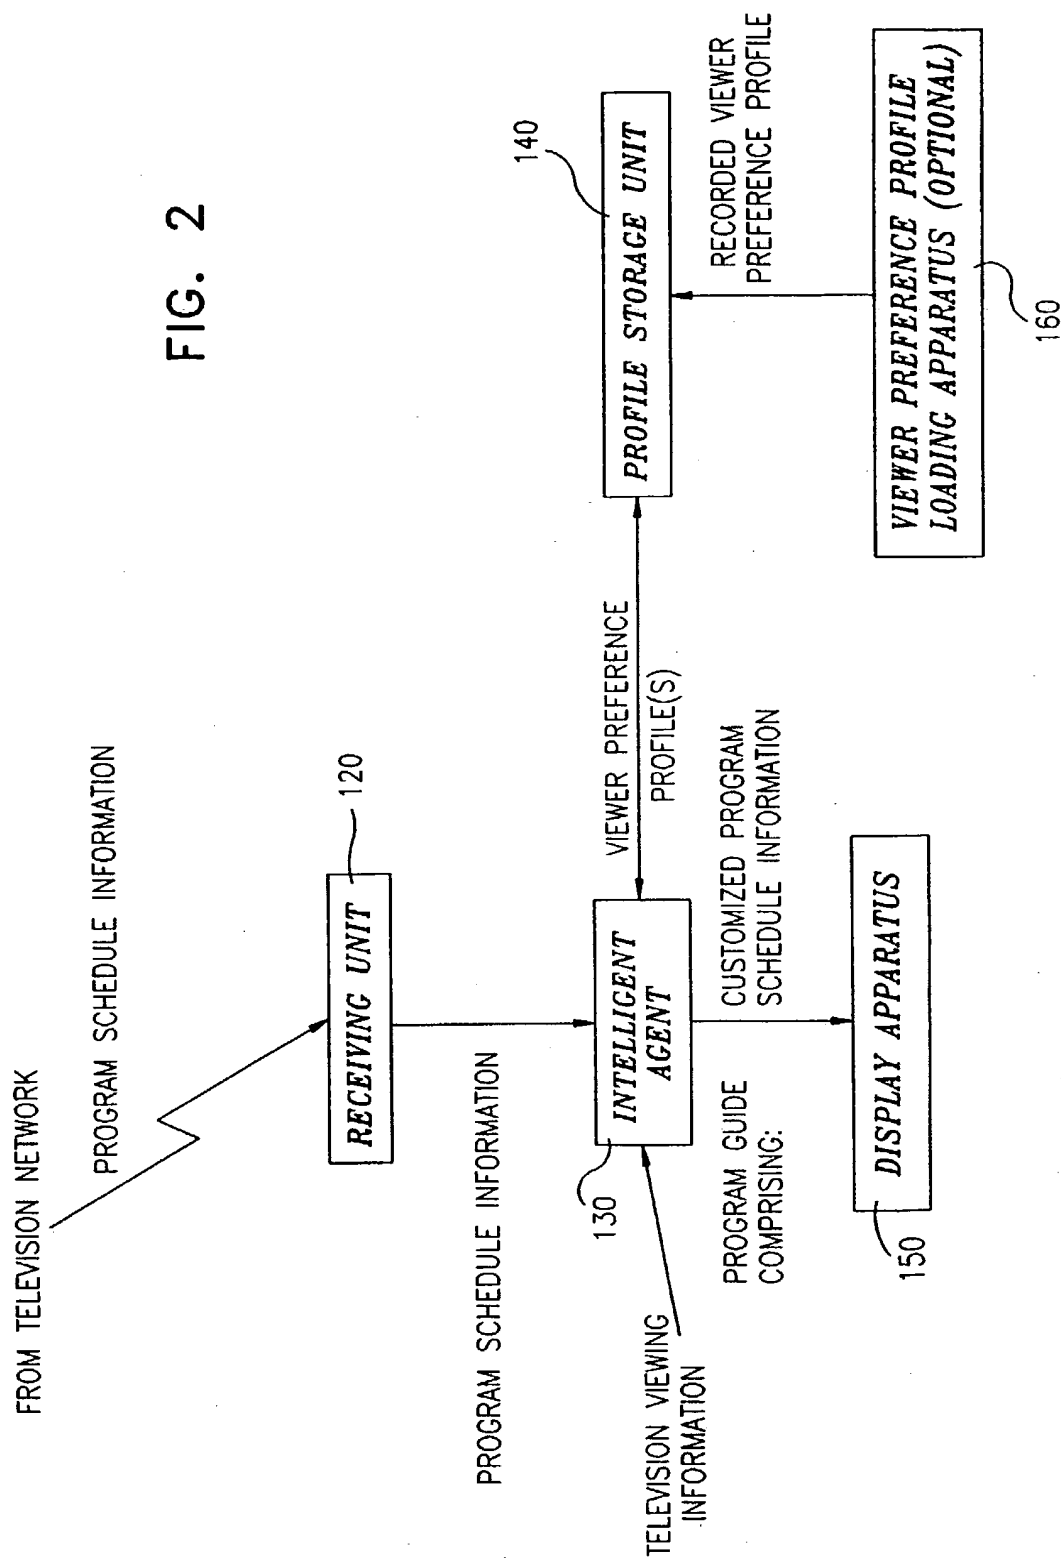 FIG. 2
FROM TELEVISION NETWORK
PROGRAM SCHEDULE INFORMATION
120
RECEIVING UNIT
PROGRAM SCHEDULE INFORMATION
VIEWER PREFERENCE
PROFILE(S)
140
PROFILE STORAGE UNIT
130
INTELLIGENT
AGENT
TELEVISION VIEWING
INFORMATION
PROGRAM GUIDE
COMPRISING:
CUSTOMIZED PROGRAM
SCHEDULE INFORMATION
RECORDED VIEWER
PREFERENCE PROFILE
150
DISPLAY APPARATUS
VIEWER PREFERENCE PROFILE
LOADING APPARATUS (OPTIONAL)
160